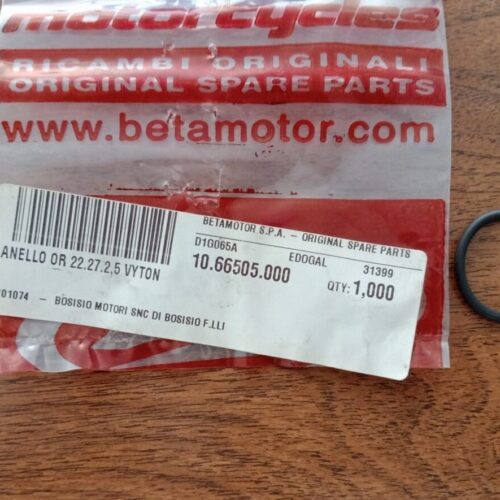 motorcycles
RICAMBI ORIGINALI
ORIGINAL SPARE PARTS
www.betamotor.com
BETAMOTOR S.P.A. - ORIGINAL SPARE PARTS
D1G065A EDOGAL 31399
ANELLO OR 22.27.2,5 VYTON 10.66505.000 QTY: 1,000
01074 - BOSISIO MOTORI SNC DI BOSISIO F.LLI